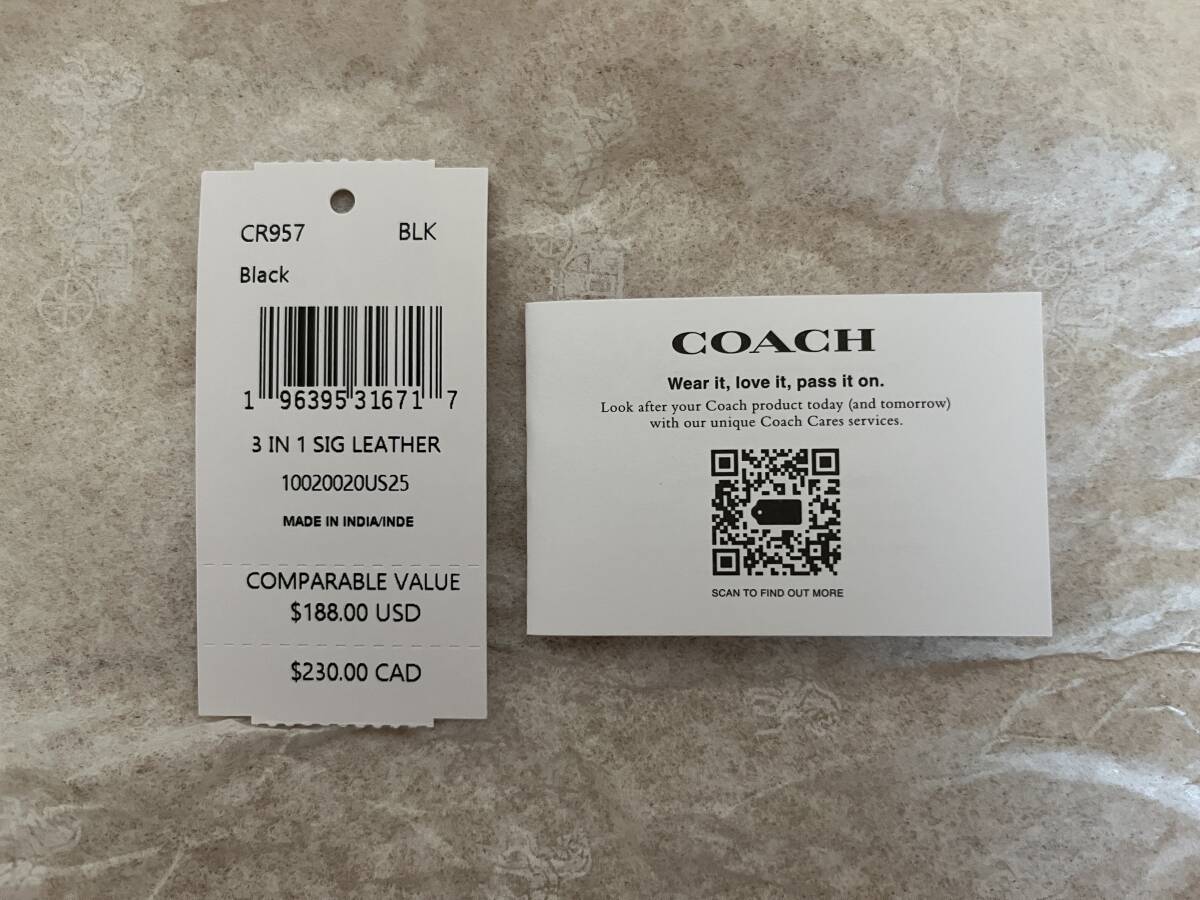 CR957 BLK
Black
1 96395 31671 7
3 IN 1 SIG LEATHER
10020020US25
MADE IN INDIA/INDE
COMPARABLE VALUE
$188.00 USD
$230.00 CAD
COACH
Wear it, love it, pass it on.
Look after your Coach product today (and tomorrow)
with our unique Coach Cares services.
SCAN TO FIND OUT MORE